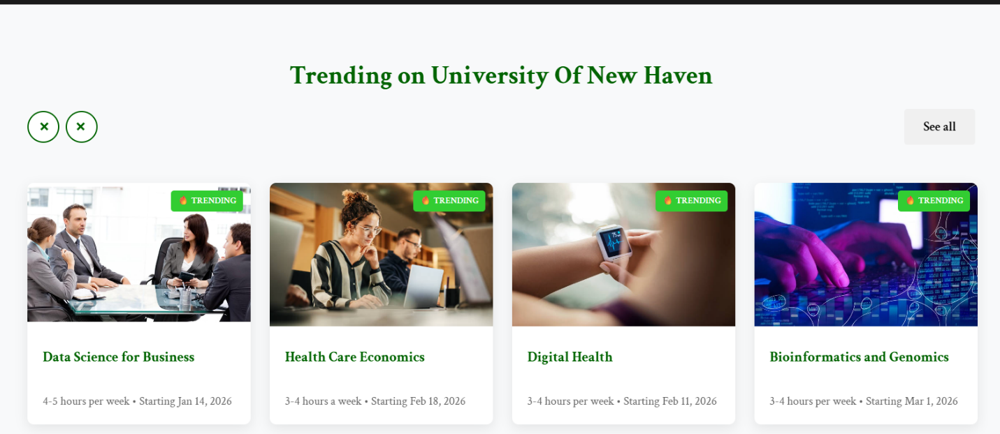 Trending on University Of New Haven
× ×
See all
🔥 TRENDING
🔥 TRENDING
🔥 TRENDING
🔥 TRENDING
Data Science for Business
Health Care Economics
Digital Health
Bioinformatics and Genomics
4-5 hours per week • Starting Jan 14, 2026
3-4 hours a week • Starting Feb 18, 2026
3-4 hours per week • Starting Feb 11, 2026
3-4 hours per week • Starting Mar 1, 2026